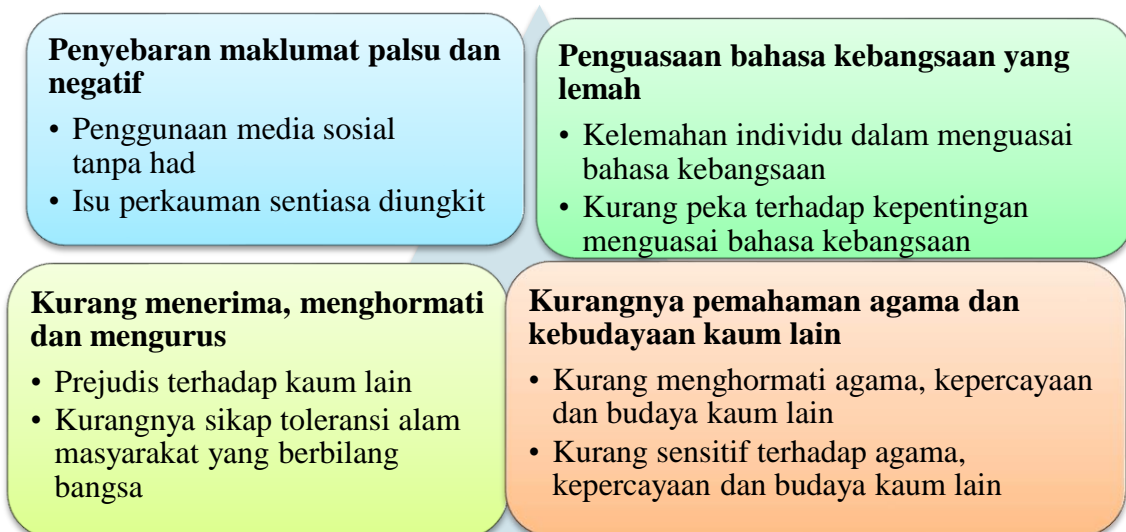 Penyebaran maklumat palsu dan
negatif
• Penggunaan media sosial
tanpa had
• Isu perkauman sentiasa diungkit
Penguasaan bahasa kebangsaan yang
lemah
• Kelemahan individu dalam menguasai
bahasa kebangsaan
• Kurang peka terhadap kepentingan
menguasai bahasa kebangsaan
Kurang menerima, menghormati
dan mengurus
• Prejudis terhadap kaum lain
• Kurangnya sikap toleransi alam
masyarakat yang berbilang
bangsa
Kurangnya pemahaman agama dan
kebudayaan kaum lain
• Kurang menghormati agama, kepercayaan
dan budaya kaum lain
• Kurang sensitif terhadap agama,
kepercayaan dan budaya kaum lain